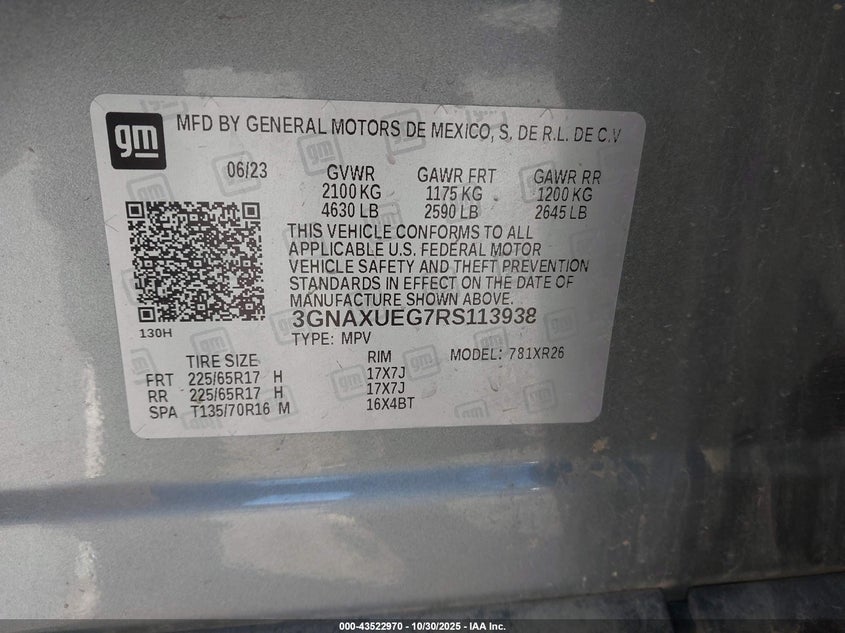 gm
MFD BY GENERAL MOTORS DE MEXICO, S. DE R.L. DE C.V
06/23 GVWR GAWR FRT GAWR RR
2100 KG 1175 KG 1200 KG
4630 LB 2590 LB 2645 LB
THIS VEHICLE CONFORMS TO ALL
APPLICABLE U.S. FEDERAL MOTOR
VEHICLE SAFETY AND THEFT PREVENTION
STANDARDS IN EFFECT ON THE DATE OF
MANUFACTURE SHOWN ABOVE.
3GNAXUEG7RS113938
130H
TYPE: MPV
TIRE SIZE RIM MODEL: 781XR26
FRT 225/65R17 H 17X7J
RR 225/65R17 H 17X7J
SPA T135/70R16 M 16X4BT
000-43522970 - 10/30/2025 - IAA Inc.